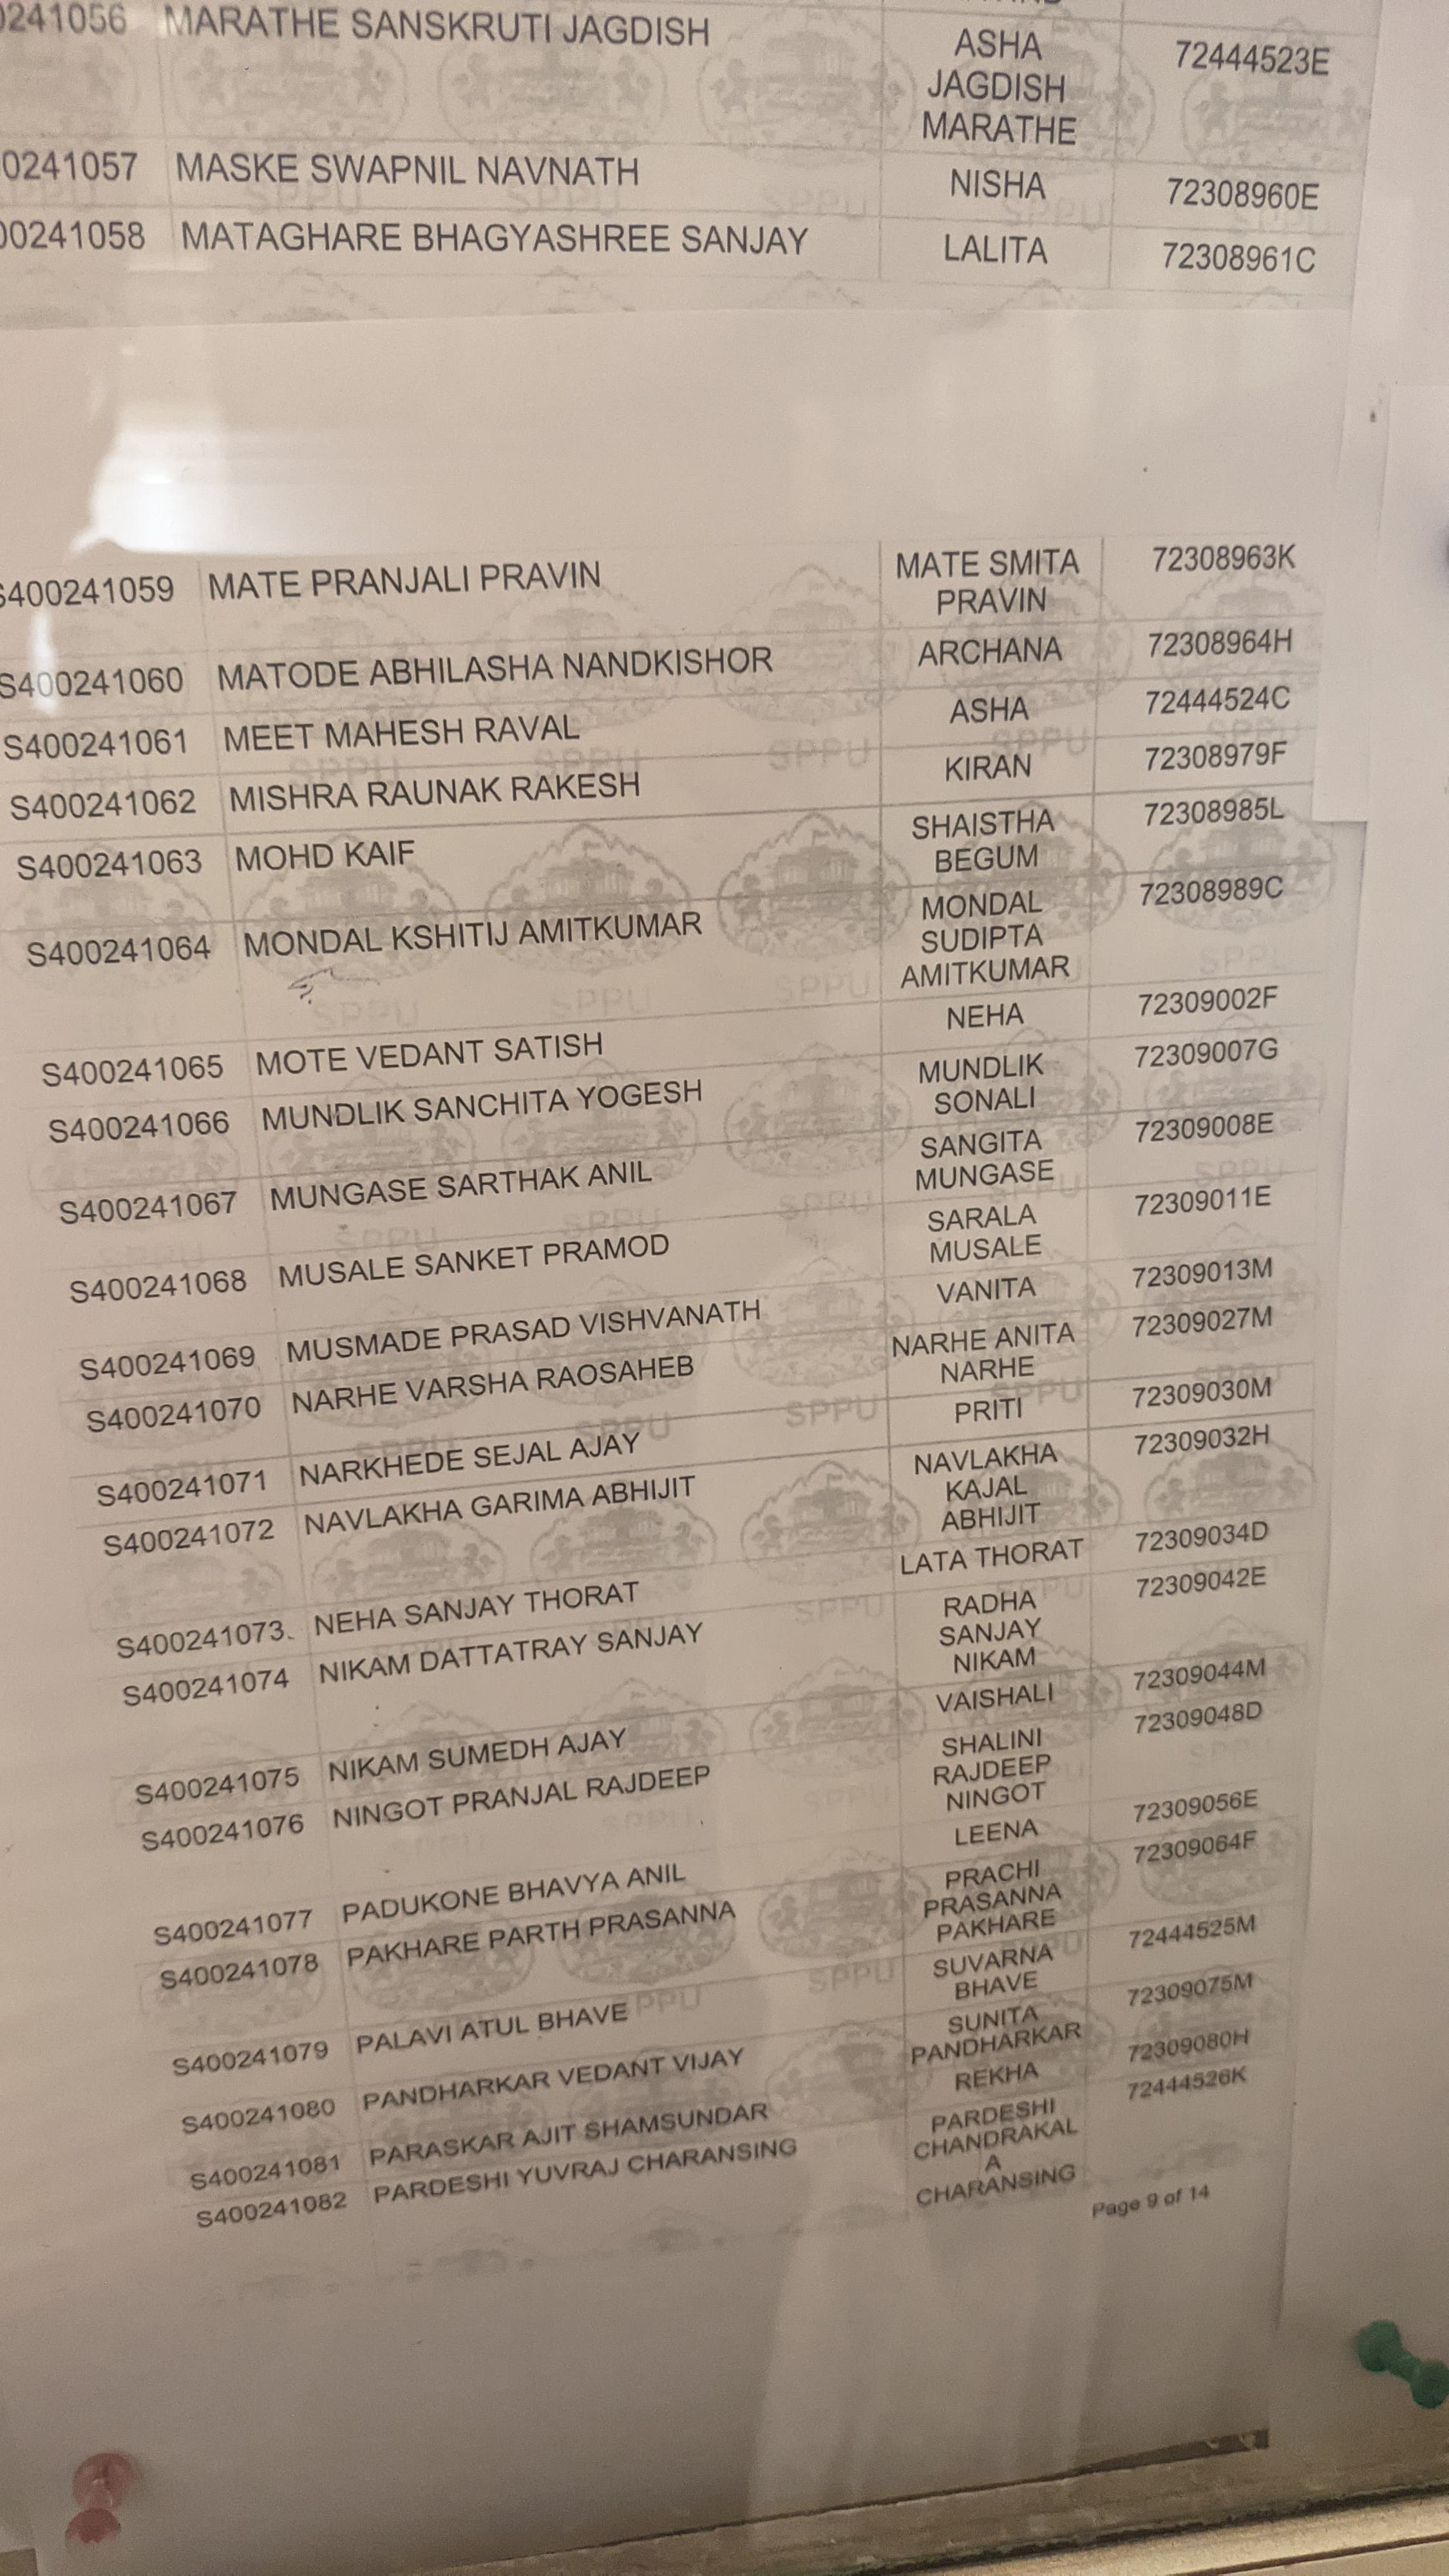 0241056 MARATHE SANSKRUTI JAGDISH ASHA 72444523E
JAGDISH
MARATHE
0241057 MASKE SWAPNIL NAVNATH NISHA 72308960E
00241058 MATAGHARE BHAGYASHREE SANJAY LALITA 72308961C
S400241059 MATE PRANJALI PRAVIN MATE SMITA 72308963K
PRAVIN
S400241060 MATODE ABHILASHA NANDKISHOR ARCHANA 72308964H
S400241061 MEET MAHESH RAVAL ASHA 72444524C
S400241062 MISHRA RAUNAK RAKESH KIRAN 72308979F
S400241063 MOHD KAIF SHAISTHA 72308985L
BEGUM
S400241064 MONDAL KSHITIJ AMITKUMAR MONDAL 72308989C
SUDIPTA
AMITKUMAR
S400241065 MOTE VEDANT SATISH NEHA 72309002F
S400241066 MUNDLIK SANCHITA YOGESH MUNDLIK 72309007G
SONALI
S400241067 MUNGASE SARTHAK ANIL SANGITA 72309008E
MUNGASE
S400241068 MUSALE SANKET PRAMOD SARALA 72309011E
MUSALE
S400241069 MUSMADE PRASAD VISHVANATH VANITA 72309013M
S400241070 NARHE VARSHA RAOSAHEB NARHE ANITA 72309027M
NARHE
S400241071 NARKHEDE SEJAL AJAY PRITI 72309030M
S400241072 NAVLAKHA GARIMA ABHIJIT NAVLAKHA 72309032H
KAJAL
ABHIJIT
S400241073 NEHA SANJAY THORAT LATA THORAT 72309034D
S400241074 NIKAM DATTATRAY SANJAY RADHA 72309042E
SANJAY
NIKAM
S400241075 NIKAM SUMEDH AJAY VAISHALI 72309044M
S400241076 NINGOT PRANJAL RAJDEEP SHALINI 72309048D
RAJDEEP
NINGOT
S400241077 PADUKONE BHAVYA ANIL LEENA 72309056E
S400241078 PAKHARE PARTH PRASANNA PRACHI 72309064F
PRASANNA
PAKHARE
S400241079 PALAVI ATUL BHAVE SUVARNA 72444525M
BHAVE
S400241080 PANDHARKAR VEDANT VIJAY SUNITA 72309075M
PANDHARKAR
S400241081 PARASKAR AJIT SHAMSUNDAR REKHA 72309080H
S400241082 PARDESHI YUVRAJ CHARANSING PARDESHI 72444526K
CHANDRAKAL
A
CHARANSING
Page 9 of 14